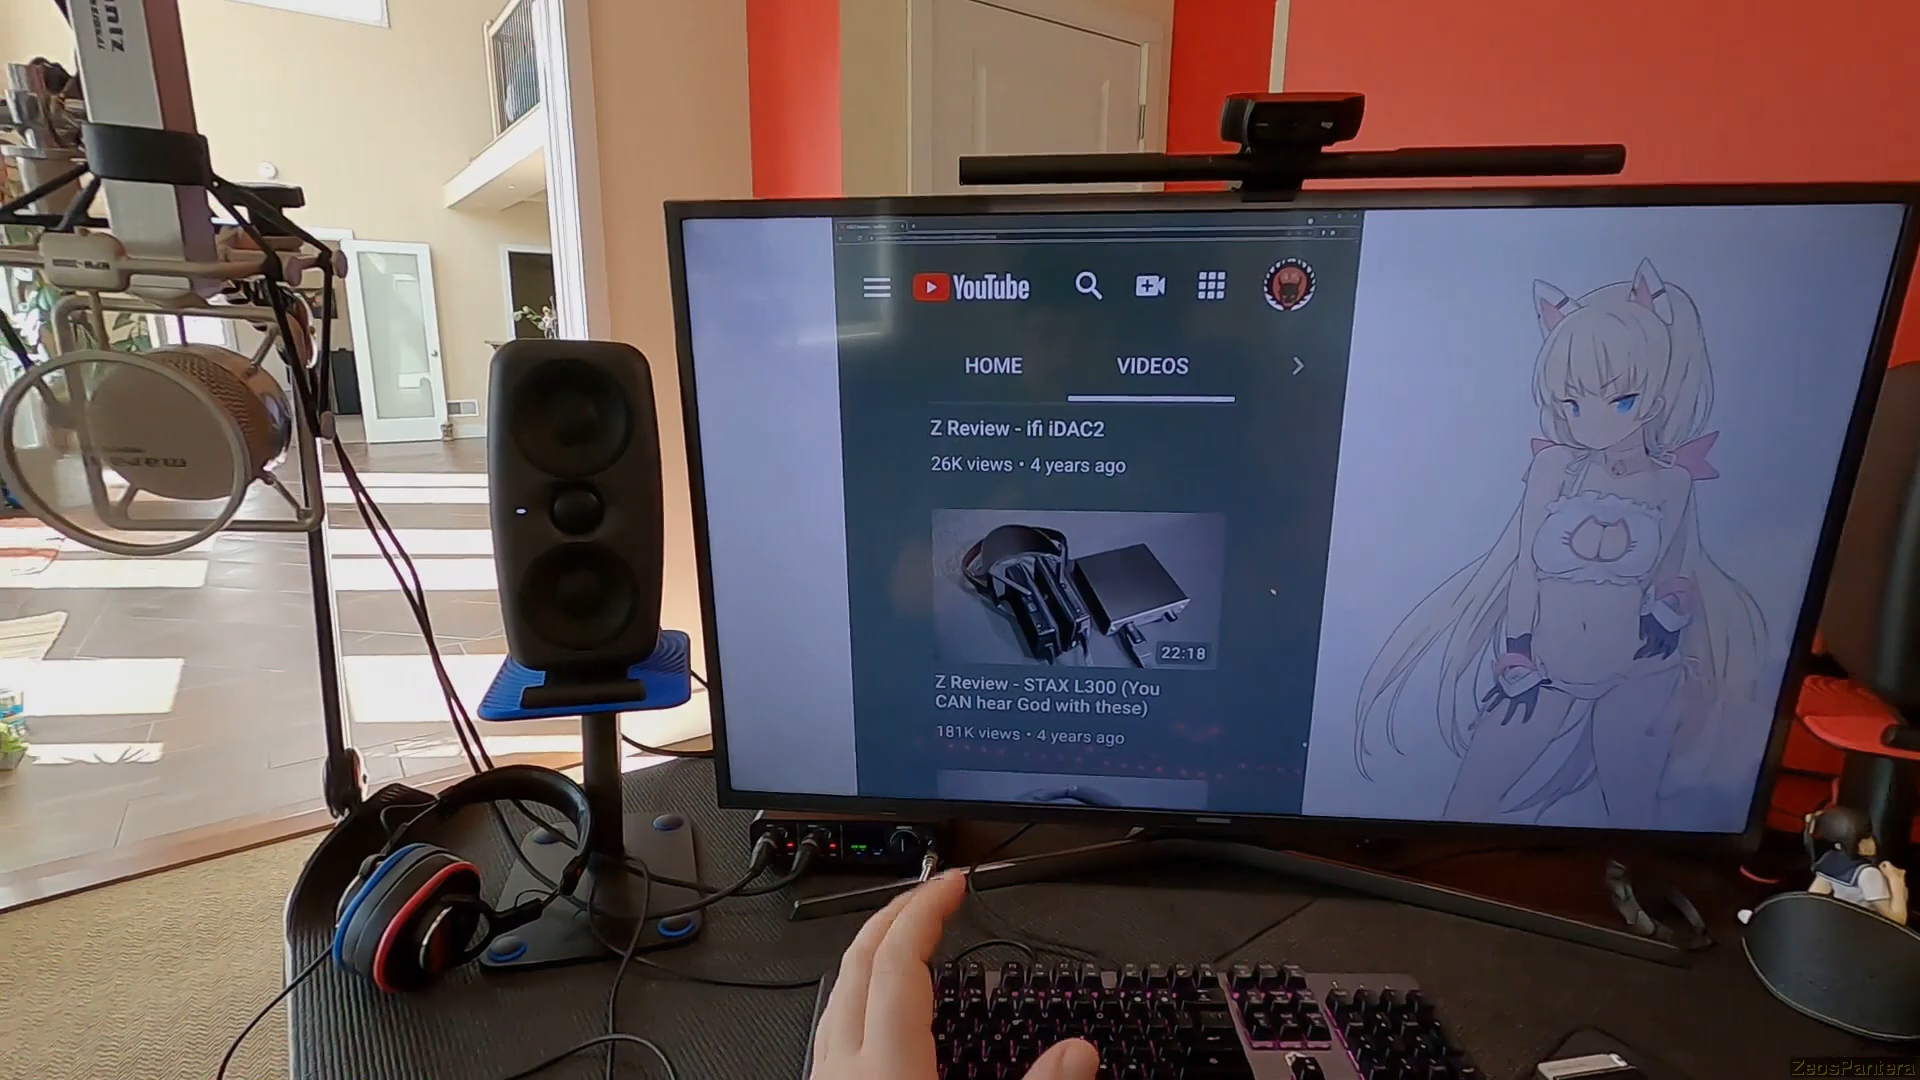 YouTube
HOME
VIDEOS
Z Review - ifi iDAC2
26K views • 4 years ago
22:18
Z Review - STAX L300 (You
CAN hear God with these)
181K views • 4 years ago
ZeosPantera